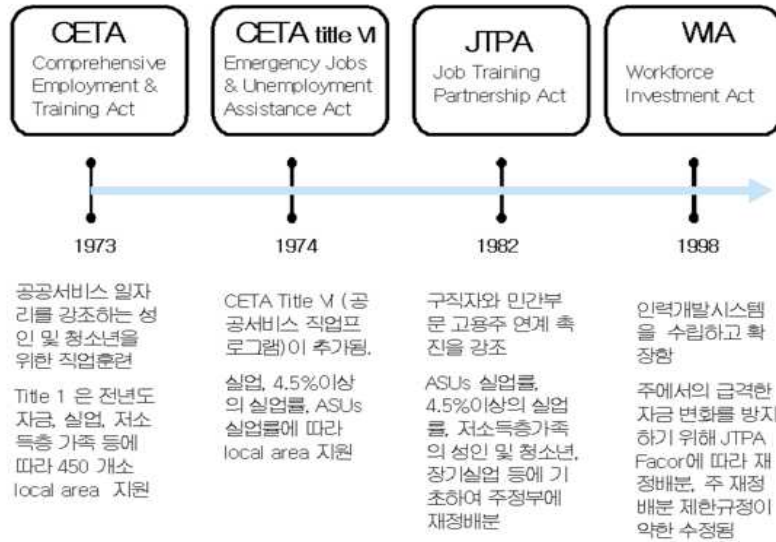 CETA
Comprehensive
Employment &
Training Act
CETA title VI
Emergency Jobs
& Unemployment
Assistance Act
JTPA
Job Training
Partnership Act
WIA
Workforce
Investment Act
1973
1974
1982
1998
공공서비스 일자
리를 강조하는 성
인 및 청소년을
위한 직업훈련
Title 1 은 전년도
자금, 실업, 저소
득층 가족 등에
따라 450 개소
local area 지원
CETA Title VI (공
공서비스 직업프
로그램)이 추가됨.
실업, 4.5%이상
의 실업률, ASUs
실업률에 따라
local area 지원
구직자와 민간부
문 고용주 연계 촉
진을 강조
ASUs 실업률,
4.5%이상의 실업
률, 저소득층가족
의 성인 및 청소년,
장기실업 등에 기
초하여 주정부에
재정배분
인력개발시스템
을 수립하고 확
장함
주에서의 급격한
자금 변화를 방지
하기 위해 JTPA
Facor에 따라 재
정배분, 주 재정
배분 제한규정이
약한 수정됨